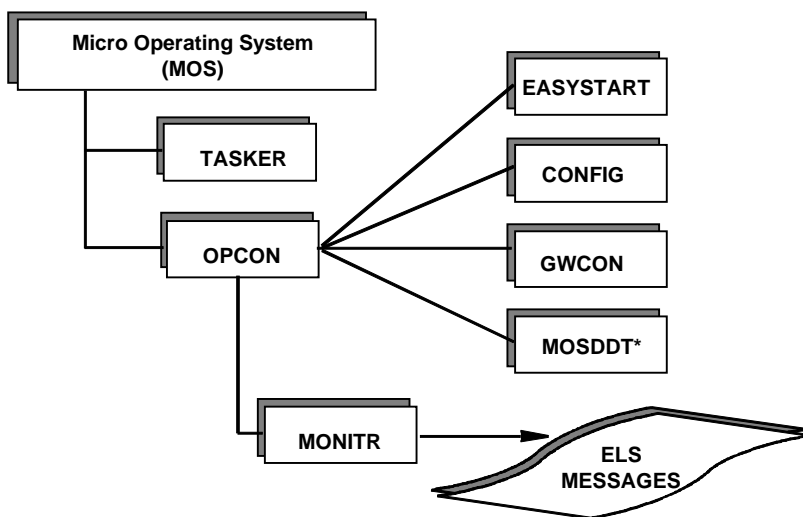 Micro Operating System
(MOS)
EASYSTART
TASKER
CONFIG
OPCON
GWCON
MOSDDT*
MONITR
ELS
MESSAGES